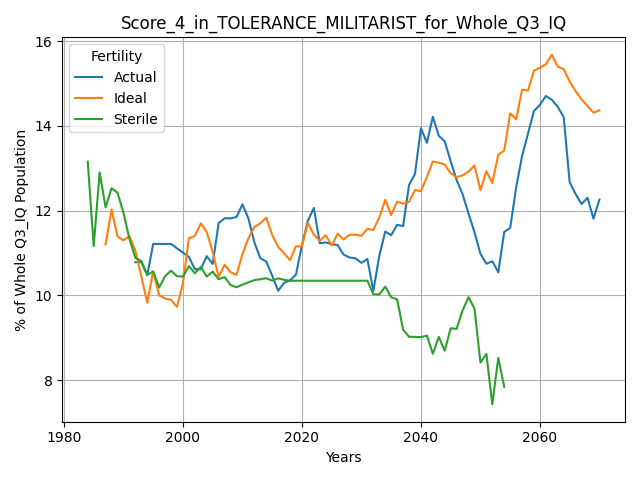 Score_4_in_TOLERANCE_MILITARIST_for_Whole_Q3_IQ
Fertility
Actual
Ideal
Sterile
% of Whole Q3_IQ Population
16
14
12
10
8
1980
2000
2020
2040
2060
Years